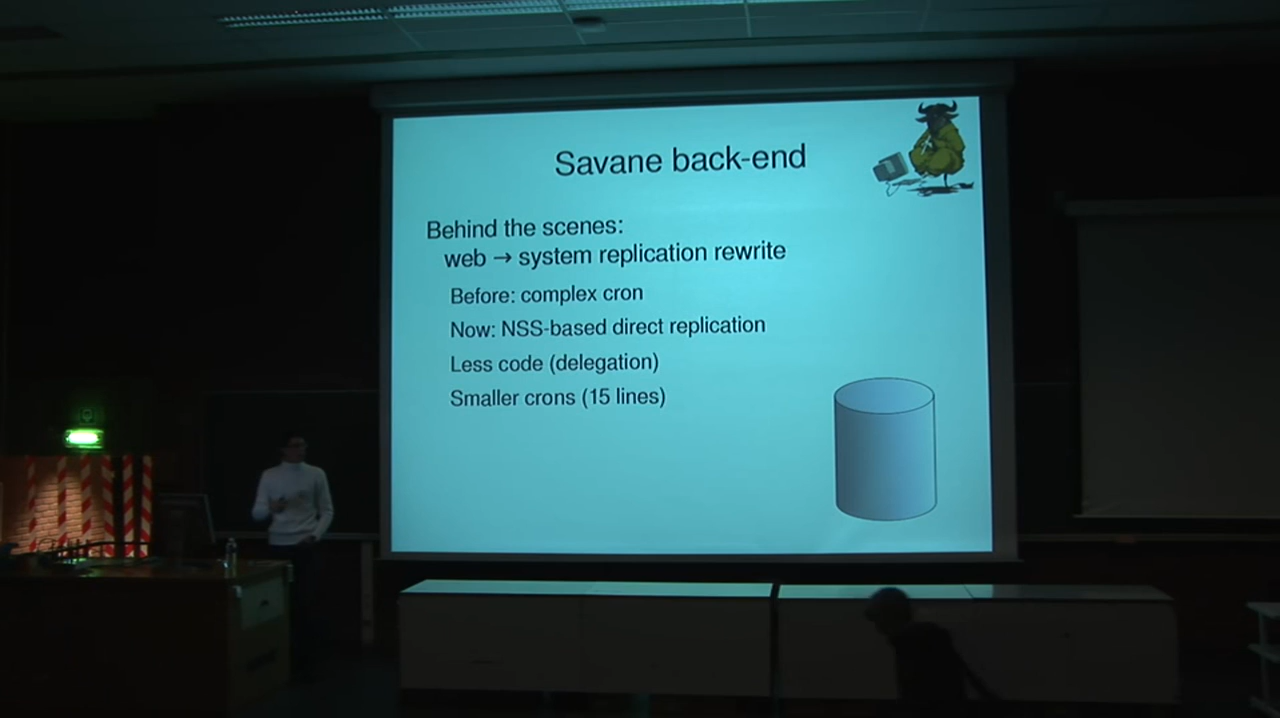 Savane back-end
Behind the scenes:
web → system replication rewrite
Before: complex cron
Now: NSS-based direct replication
Less code (delegation)
Smaller crons (15 lines)